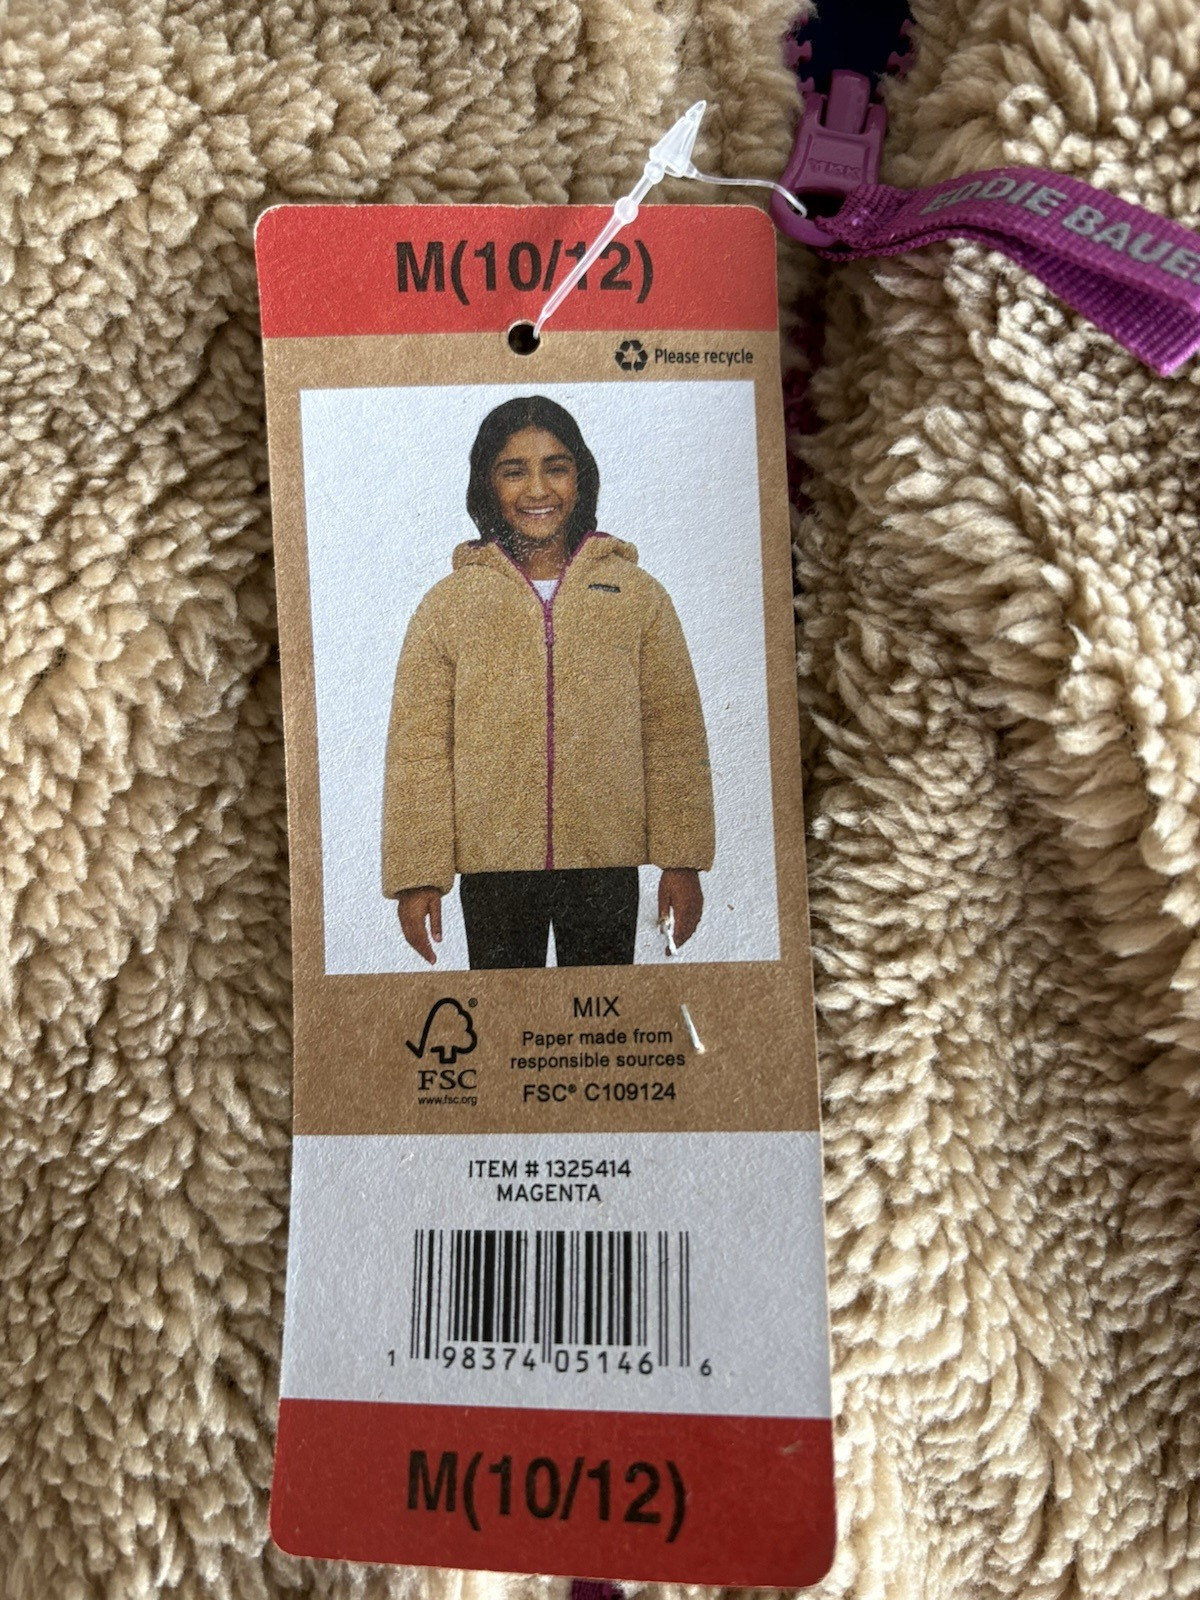 M(10/12)
EDDIE BAUE
Please recycle
MIX
Paper made from
responsible sources
FSC® C109124
FSC
www.fsc.org
ITEM # 1325414
MAGENTA
1 98374 05146 6
M(10/12)